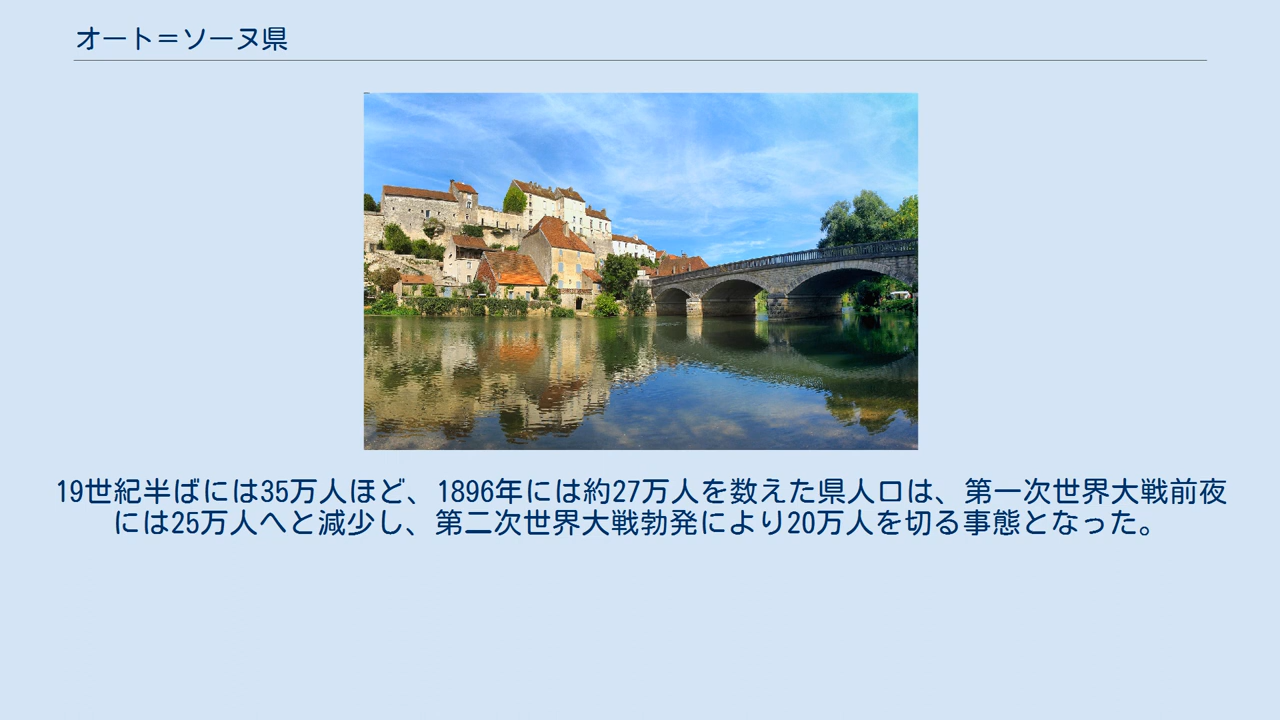 オート＝ソーヌ県
19世紀半ばには35万人ほど、1896年には約27万人を数えた県人口は、第一次世界大戦前夜
には25万人へと減少し、第二次世界大戦勃発により20万人を切る事態となった。